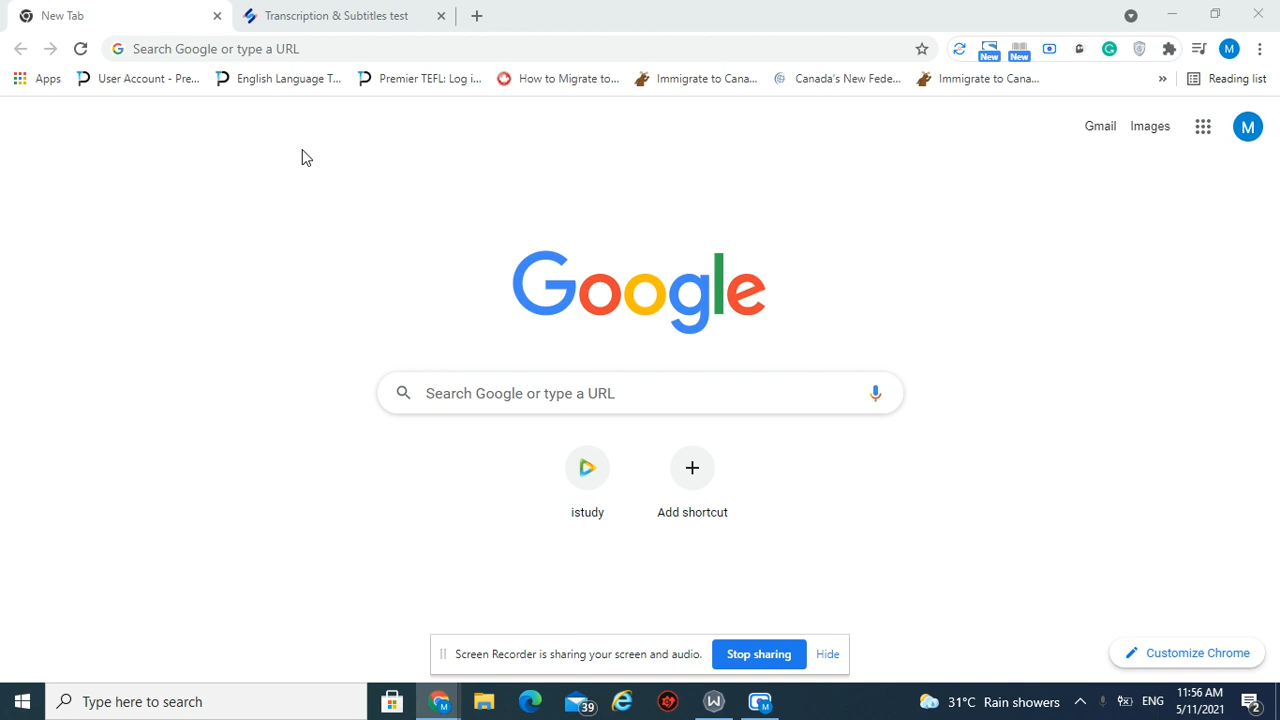 New Tab
Transcription & Subtitles test
Search Google or type a URL
New
New
M
Apps
User Account - Pre...
English Language T...
Premier TEFL: Log i...
How to Migrate to...
Immigrate to Cana...
Canada's New Fede...
Immigrate to Cana...
»
Reading list
Gmail
Images
M
Google
Search Google or type a URL
istudy
Add shortcut
Screen Recorder is sharing your screen and audio.
Stop sharing
Hide
Customize Chrome
Type here to search
39
31°C Rain showers
ENG
11:56 AM
5/11/2021
2